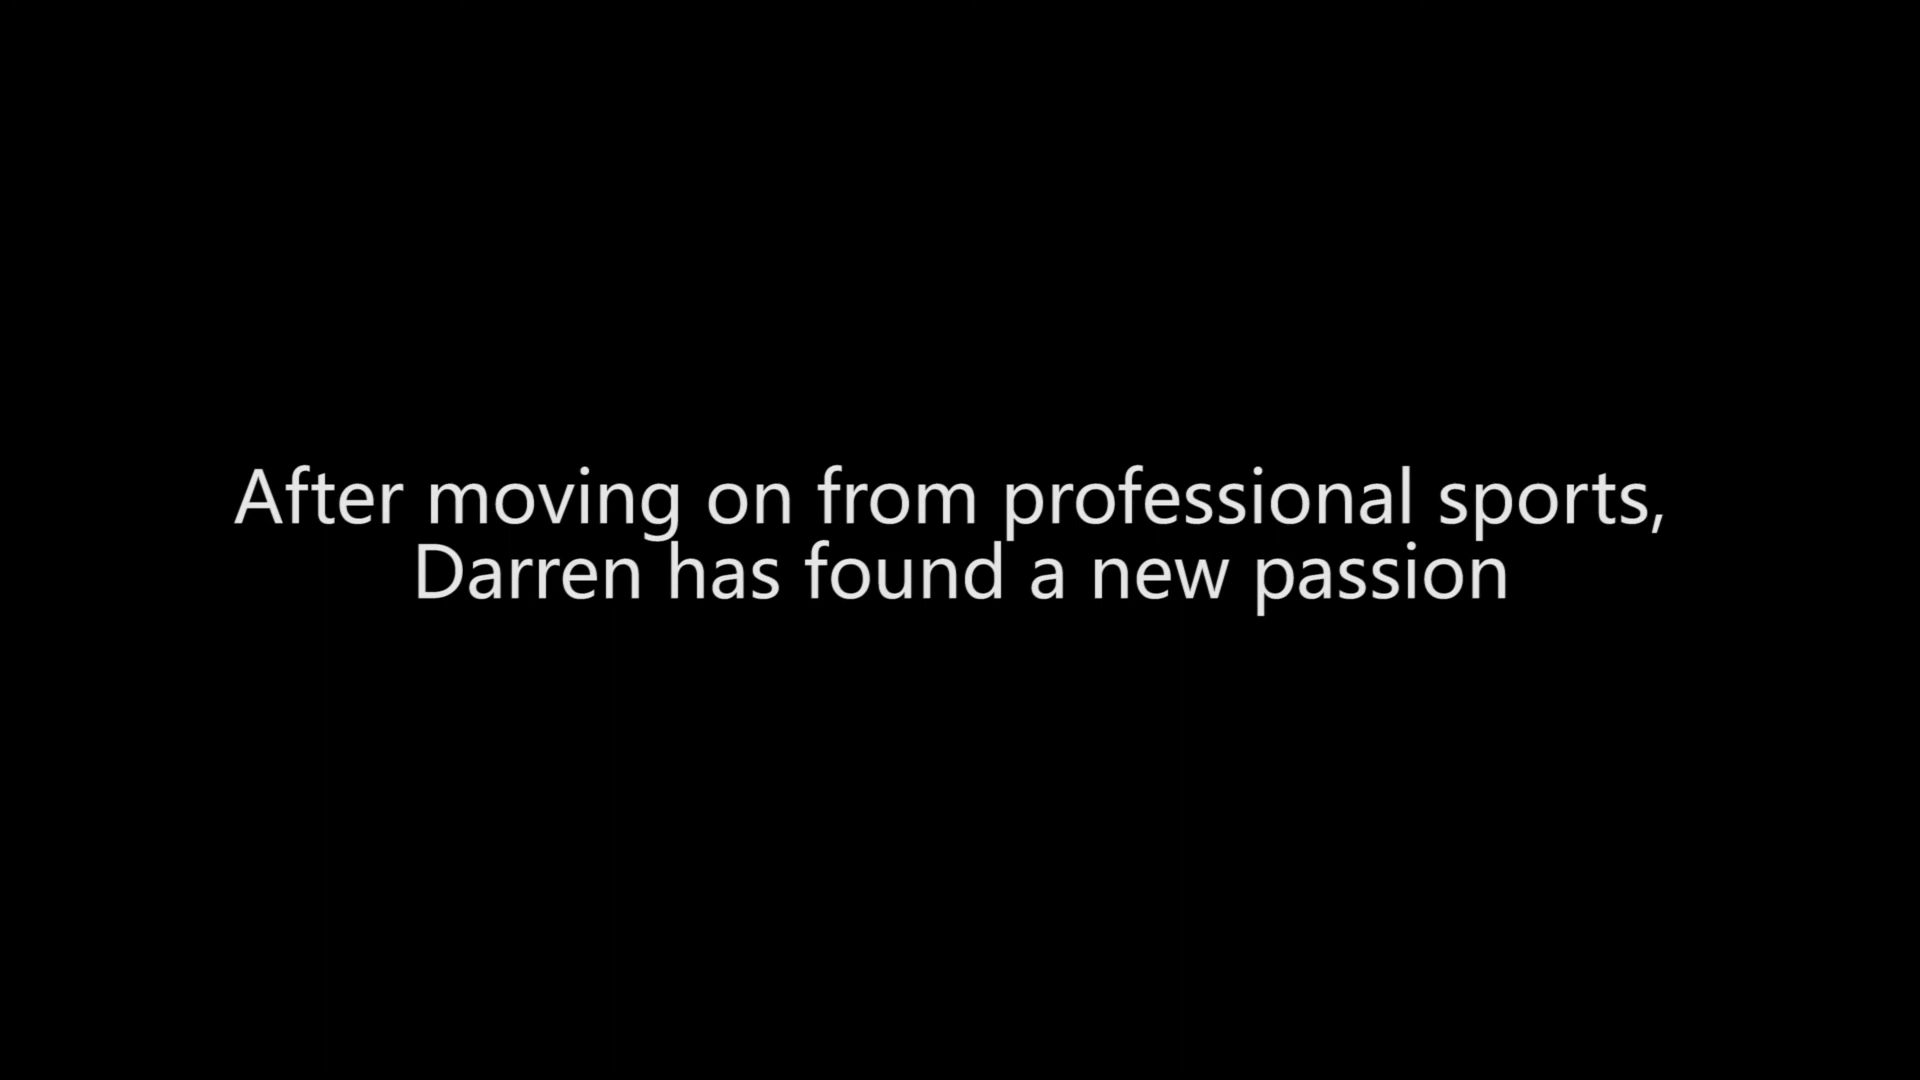 After moving on from professional sports,
Darren has found a new passion